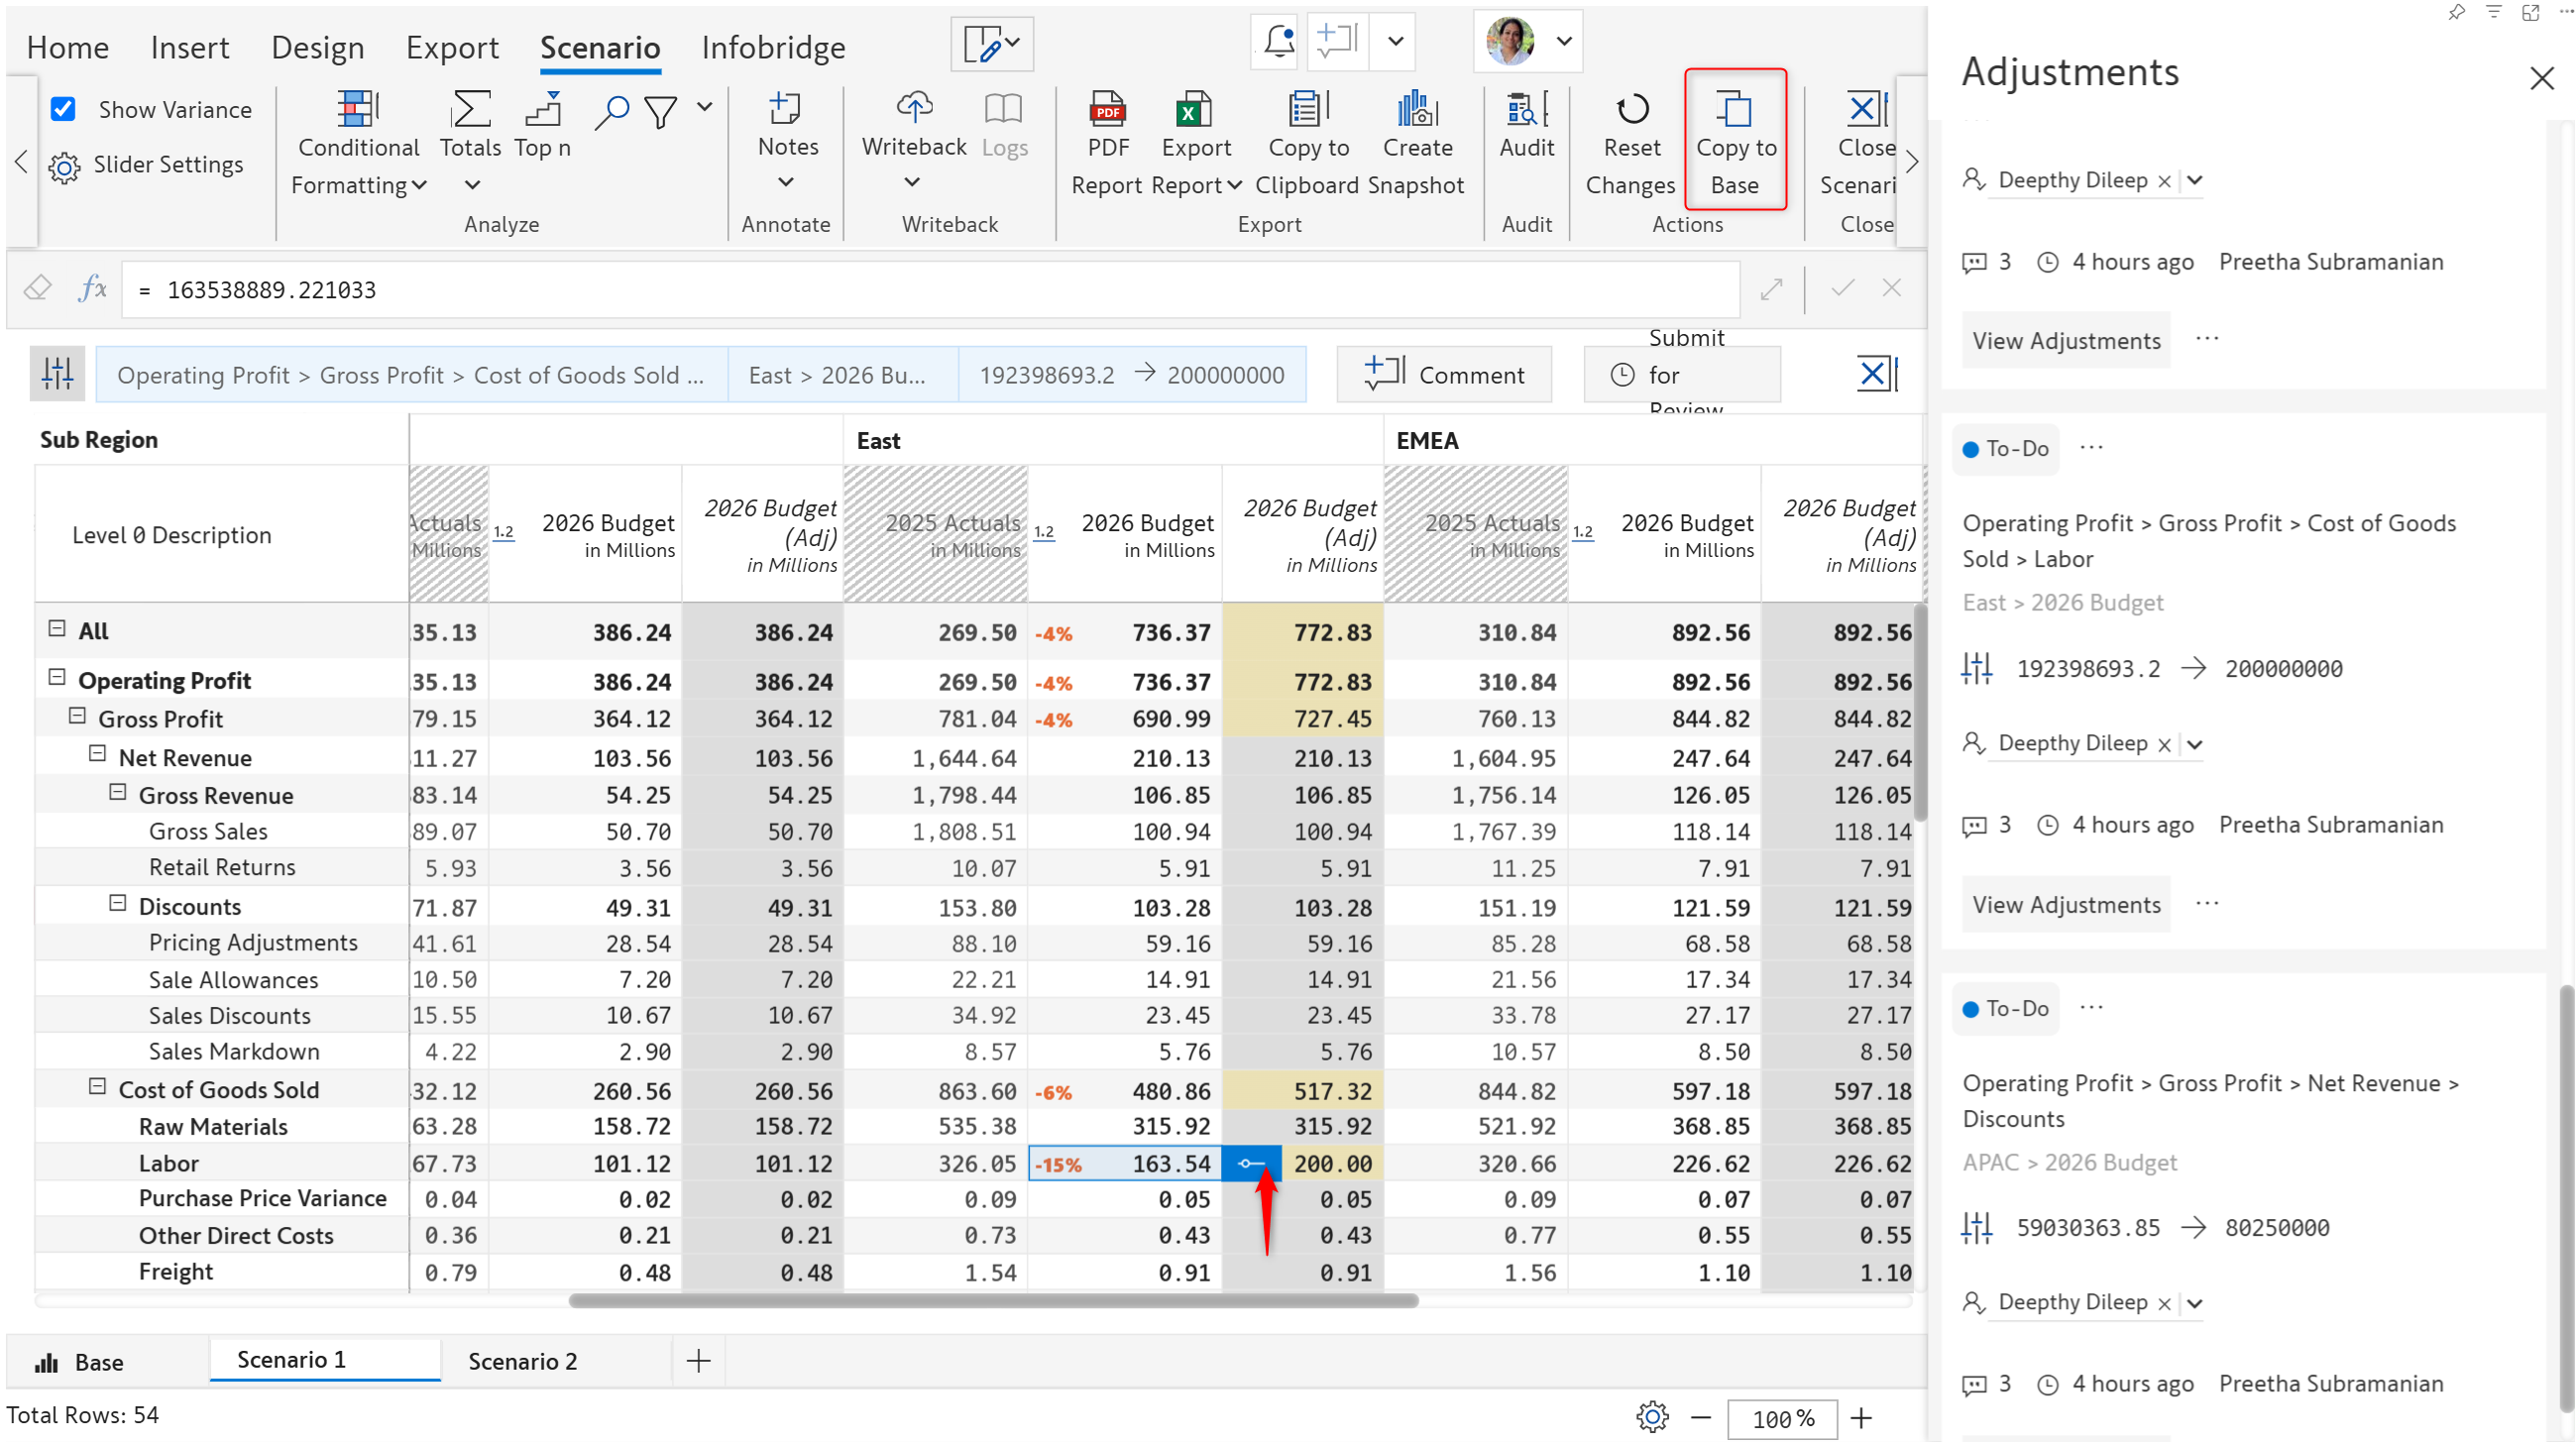 Home Insert Design Export Scenario Infobridge
Show Variance
Slider Settings
Conditional Formatting
Totals
Top n
Analyze
Notes
Annotate
Writeback
Logs
Writeback
PDF Report
Export Report
Copy to Clipboard
Create Snapshot
Export
Audit
Audit
Reset Changes
Copy to Base
Actions
Close Scenari
Close
fx = 163538889.221033
Operating Profit > Gross Profit > Cost of Goods Sold ... East > 2026 Bu... 192398693.2 → 200000000
Comment
Submit for Review
Sub Region East EMEA
Level 0 Description
Actuals Millions
1.2 2026 Budget in Millions
2026 Budget (Adj) in Millions
2025 Actuals in Millions
1.2 2026 Budget in Millions
2026 Budget (Adj) in Millions
2025 Actuals in Millions
1.2 2026 Budget in Millions
2026 Budget (Adj) in Millions
All 35.13 386.24 386.24 269.50 -4% 736.37 772.83 310.84 892.56 892.56
Operating Profit 35.13 386.24 386.24 269.50 -4% 736.37 772.83 310.84 892.56 892.56
Gross Profit 79.15 364.12 364.12 781.04 -4% 690.99 727.45 760.13 844.82 844.82
Net Revenue 11.27 103.56 103.56 1,644.64 210.13 210.13 1,604.95 247.64 247.64
Gross Revenue 83.14 54.25 54.25 1,798.44 106.85 106.85 1,756.14 126.05 126.05
Gross Sales 89.07 50.70 50.70 1,808.51 100.94 100.94 1,767.39 118.14 118.14
Retail Returns 5.93 3.56 3.56 10.07 5.91 5.91 11.25 7.91 7.91
Discounts 71.87 49.31 49.31 153.80 103.28 103.28 151.19 121.59 121.59
Pricing Adjustments 41.61 28.54 28.54 88.10 59.16 59.16 85.28 68.58 68.58
Sale Allowances 10.50 7.20 7.20 22.21 14.91 14.91 21.56 17.34 17.34
Sales Discounts 15.55 10.67 10.67 34.92 23.45 23.45 33.78 27.17 27.17
Sales Markdown 4.22 2.90 2.90 8.57 5.76 5.76 10.57 8.50 8.50
Cost of Goods Sold 32.12 260.56 260.56 863.60 -6% 480.86 517.32 844.82 597.18 597.18
Raw Materials 63.28 158.72 158.72 535.38 315.92 315.92 521.92 368.85 368.85
Labor 67.73 101.12 101.12 326.05 -15% 163.54 200.00 320.66 226.62 226.62
Purchase Price Variance 0.04 0.02 0.02 0.09 0.05 0.05 0.09 0.07 0.07
Other Direct Costs 0.36 0.21 0.21 0.73 0.43 0.43 0.77 0.55 0.55
Freight 0.79 0.48 0.48 1.54 0.91 0.91 1.56 1.10 1.10
Base Scenario 1 Scenario 2
Total Rows: 54
100 %
Adjustments
Deepthy Dileep
3 4 hours ago Preetha Subramanian
View Adjustments
To-Do
Operating Profit > Gross Profit > Cost of Goods
Sold > Labor
East > 2026 Budget
192398693.2 → 200000000
Deepthy Dileep
3 4 hours ago Preetha Subramanian
View Adjustments
To-Do
Operating Profit > Gross Profit > Net Revenue >
Discounts
APAC > 2026 Budget
59030363.85 → 80250000
Deepthy Dileep
3 4 hours ago Preetha Subramanian